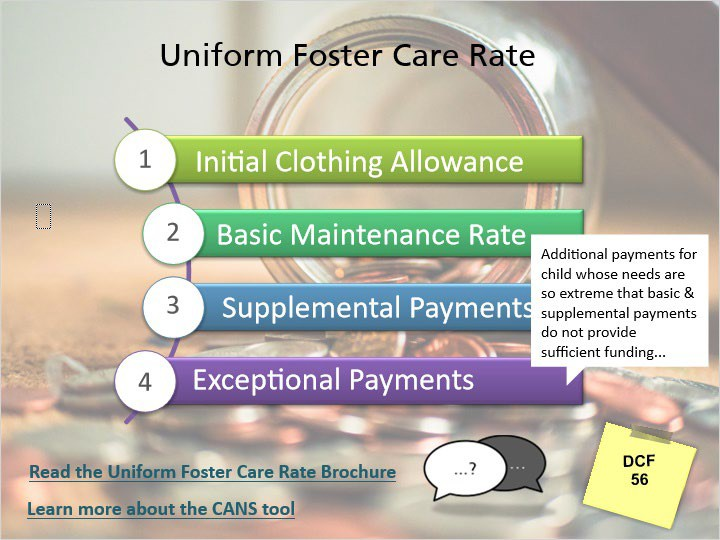 Uniform Foster Care Rate
1
Initial Clothing Allowance
2
Basic Maintenance Rate
3
Supplemental Payments
4
Exceptional Payments
Additional payments for
child whose needs are
so extreme that basic &
supplemental payments
do not provide
sufficient funding...
Read the Uniform Foster Care Rate Brochure
Learn more about the CANS tool
...?
...
DCF
56